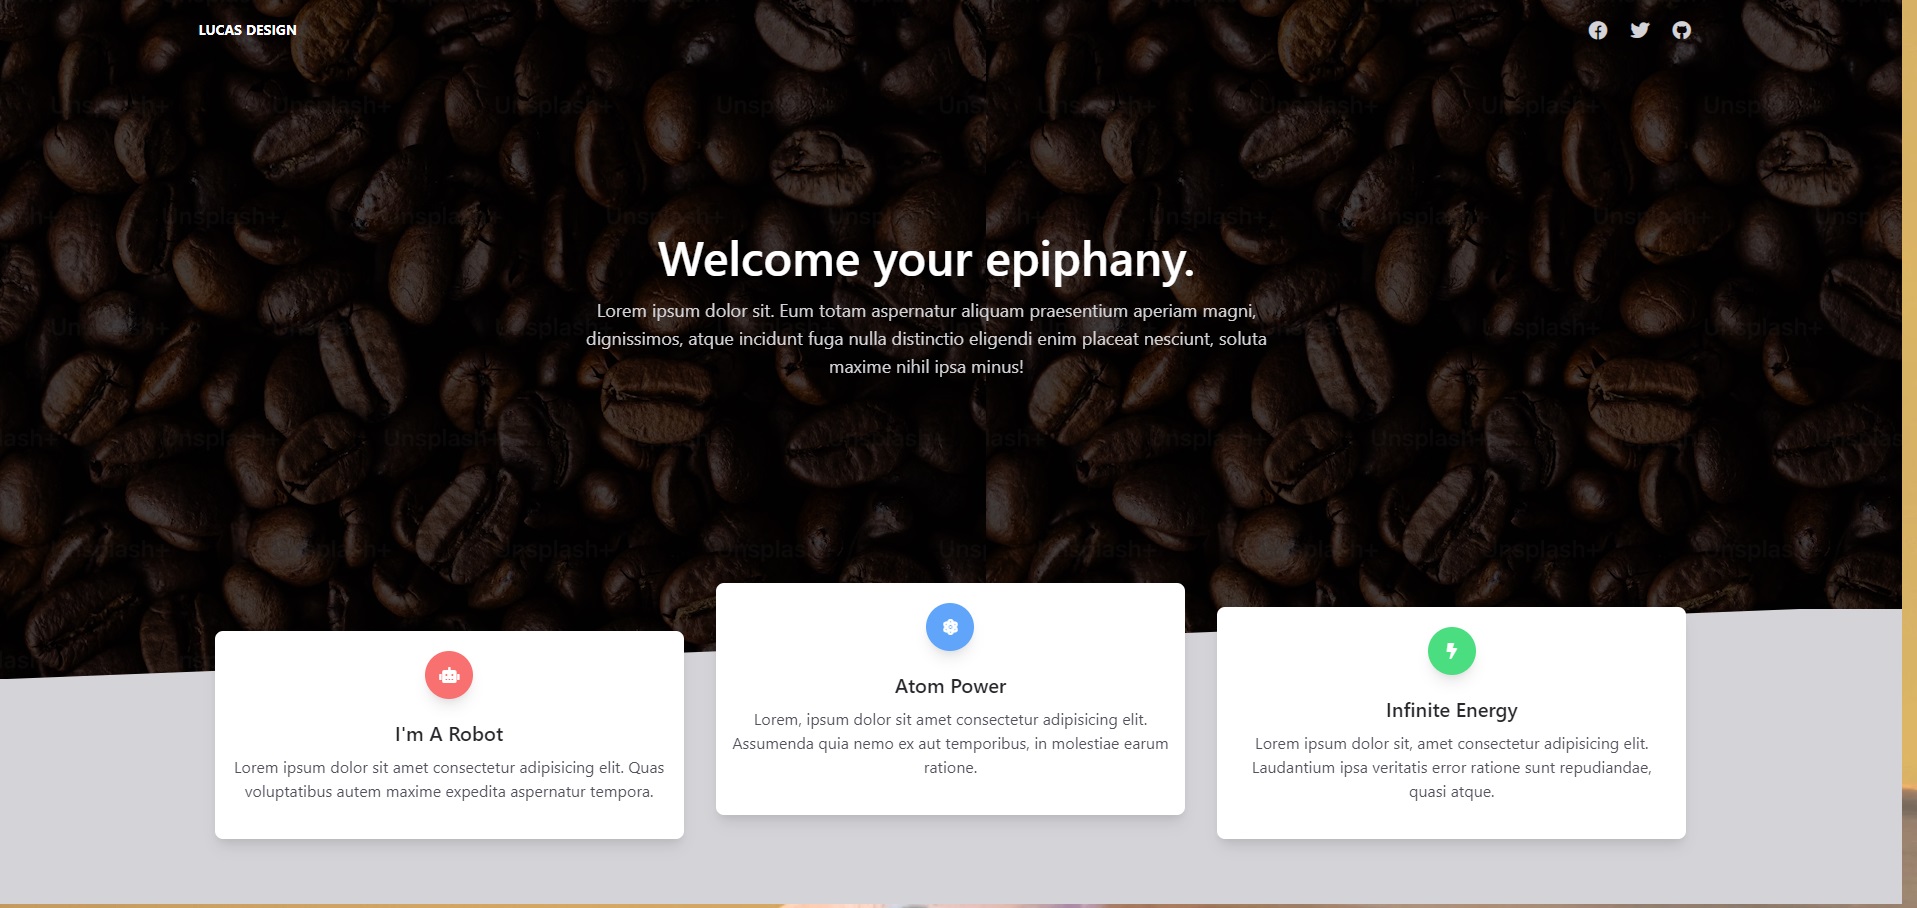 LUCAS DESIGN
Welcome your epiphany.
Lorem ipsum dolor sit. Eum totam aspernatur aliquam praesentium aperiam magni,
dignissimos, atque incidunt fuga nulla distinctio eligendi enim placeat nesciunt, soluta
maxime nihil ipsa minus!
I'm A Robot
Lorem ipsum dolor sit amet consectetur adipisicing elit. Quas
voluptatibus autem maxime expedita aspernatur tempora.
Atom Power
Lorem, ipsum dolor sit amet consectetur adipisicing elit.
Assumenda quia nemo ex aut temporibus, in molestiae earum
ratione.
Infinite Energy
Lorem ipsum dolor sit, amet consectetur adipisicing elit.
Laudantium ipsa veritatis error ratione sunt repudiandae,
quasi atque.
Unsplash+